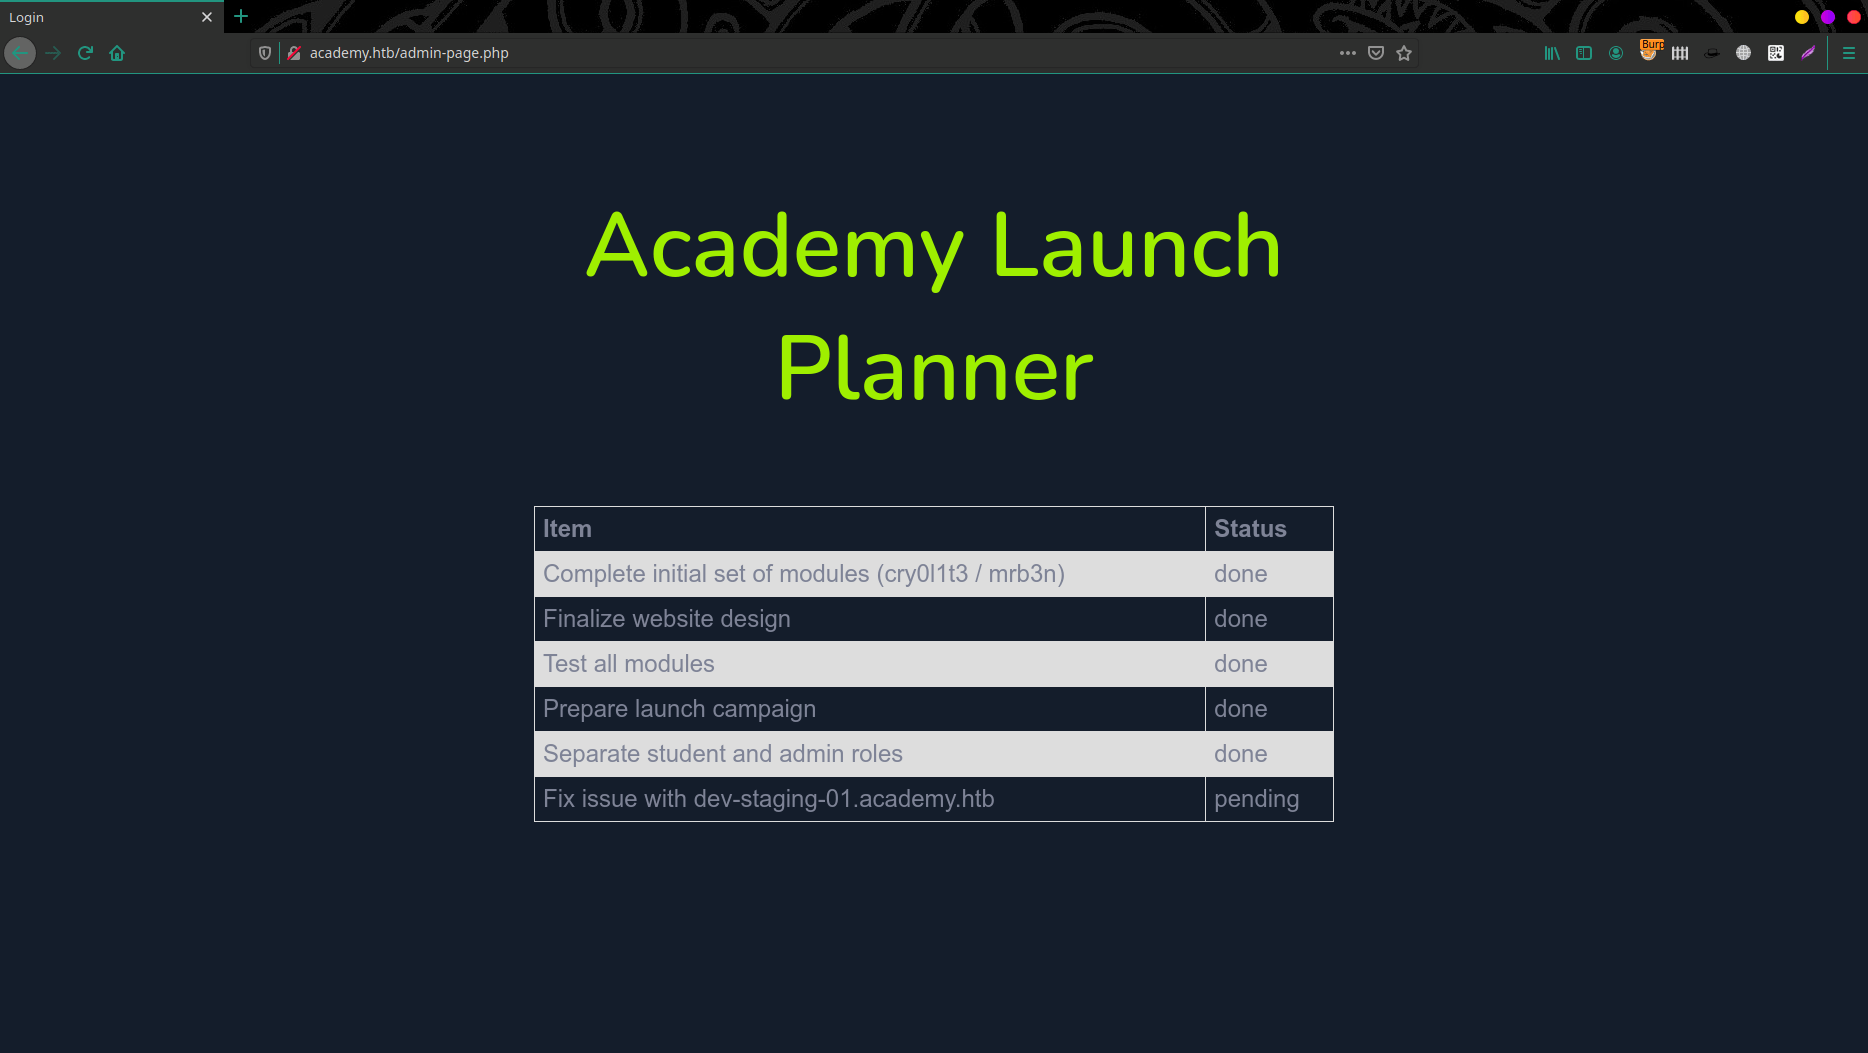 Login
academy.htb/admin-page.php
Burp
Academy Launch
Planner
Item Status
Complete initial set of modules (cry0l1t3 / mrb3n) done
Finalize website design done
Test all modules done
Prepare launch campaign done
Separate student and admin roles done
Fix issue with dev-staging-01.academy.htb pending